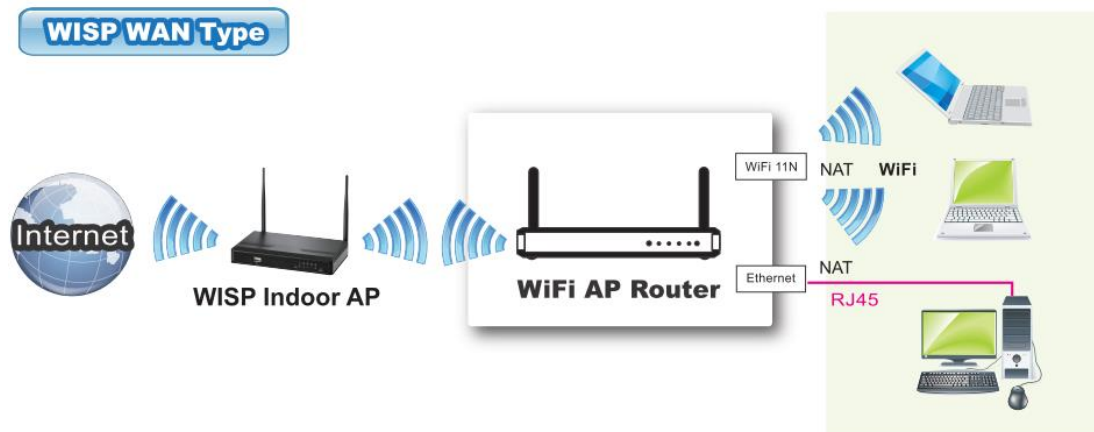 WISP WAN Type
Internet
WISP Indoor AP
WiFi AP Router
WiFi 11N
NAT WiFi
Ethernet
NAT
RJ45